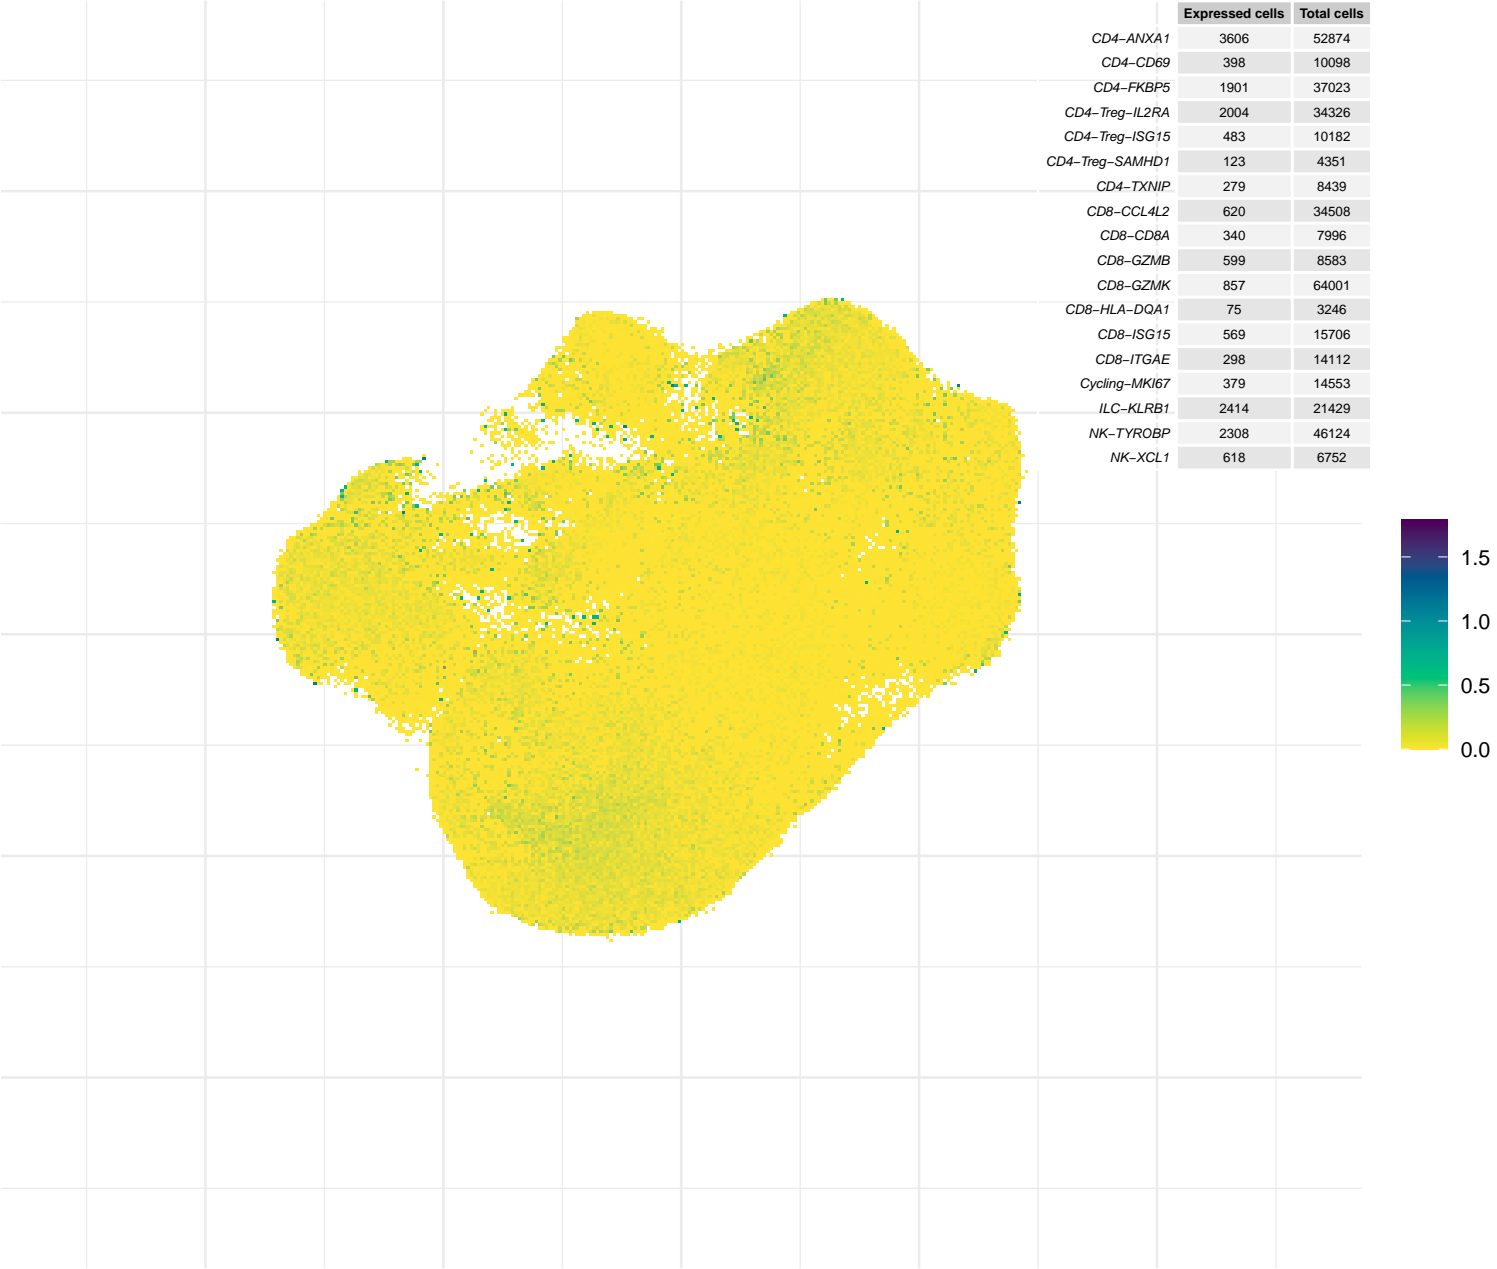 Expressed cells Total cells
CD4−ANXA1 3606 52874
CD4−CD69 398 10098
CD4−FKBP5 1901 37023
CD4−Treg−IL2RA 2004 34326
CD4−Treg−ISG15 483 10182
CD4−Treg−SAMHD1 123 4351
CD4−TXNIP 279 8439
CD8−CCL4L2 620 34508
CD8−CD8A 340 7996
CD8−GZMB 599 8583
CD8−GZMK 857 64001
CD8−HLA−DQA1 75 3246
CD8−ISG15 569 15706
CD8−ITGAE 298 14112
Cycling−MKI67 379 14553
ILC−KLRB1 2414 21429
NK−TYROBP 2308 46124
NK−XCL1 618 6752
1.5
1.0
0.5
0.0